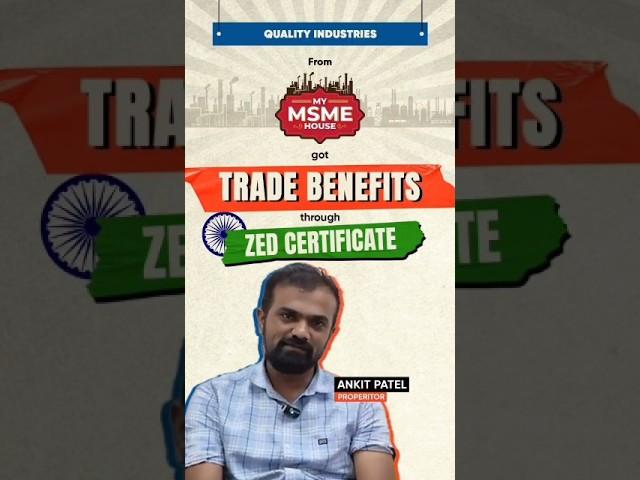 QUALITY INDUSTRIES
From
MY
MSME
HOUSE
got
TRADE BENEFITS
through
ZED CERTIFICATE
ANKIT PATEL
PROPERITOR